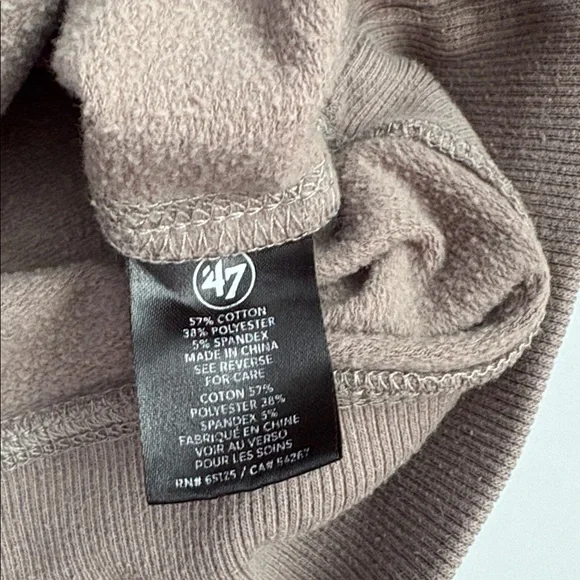 '47
57% COTTON
38% POLYESTER
5% SPANDEX
MADE IN CHINA
SEE REVERSE
FOR CARE
COTON 57%
POLYESTER 38%
SPANDEX 5%
FABRIQUÉ EN CHINE
VOIR AU VERSO
POUR LES SOINS
RN# 65125 / CA# 54267